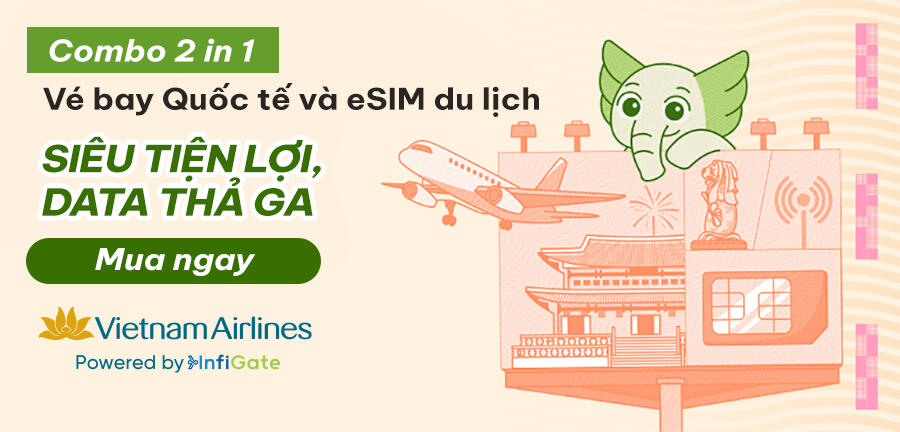 Combo 2 in 1
Vé bay Quốc tế và eSIM du lịch
SIÊU TIỆN LỢI,
DATA THẢ GA
Mua ngay
Vietnam Airlines
Powered by InfiGate